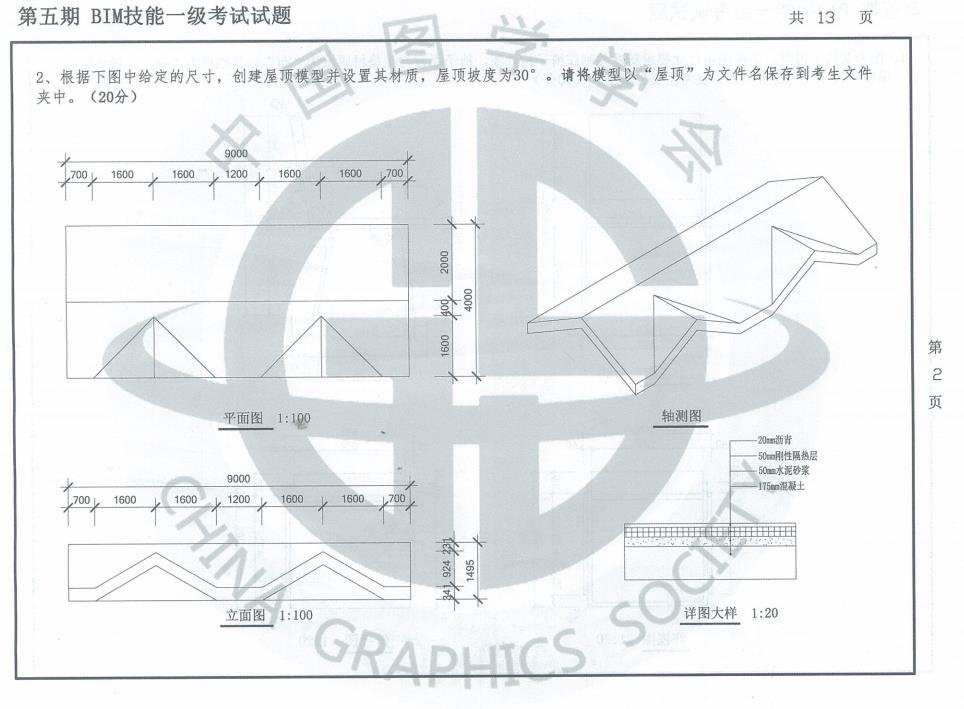 第五期 BIM技能一级考试试题
共 13 页
2、根据下图中给定的尺寸，创建屋顶模型并设置其材质，屋顶坡度为30°。请将模型以“屋顶”为文件名保存到考生文件
夹中。（20分）
中国图学学会
9000
700 1600 1600 1200 1600 1600 700
2000
400
1600
4000
平面图 1:100
轴测图
第
2
页
20mm沥青
50mm刚性隔热层
50mm水泥砂浆
175mm混凝土
9000
700 1600 1600 1200 1600 1600 700
231
924
341
1495
立面图 1:100
详图大样 1:20
CHINA GRAPHICS SOCIETY